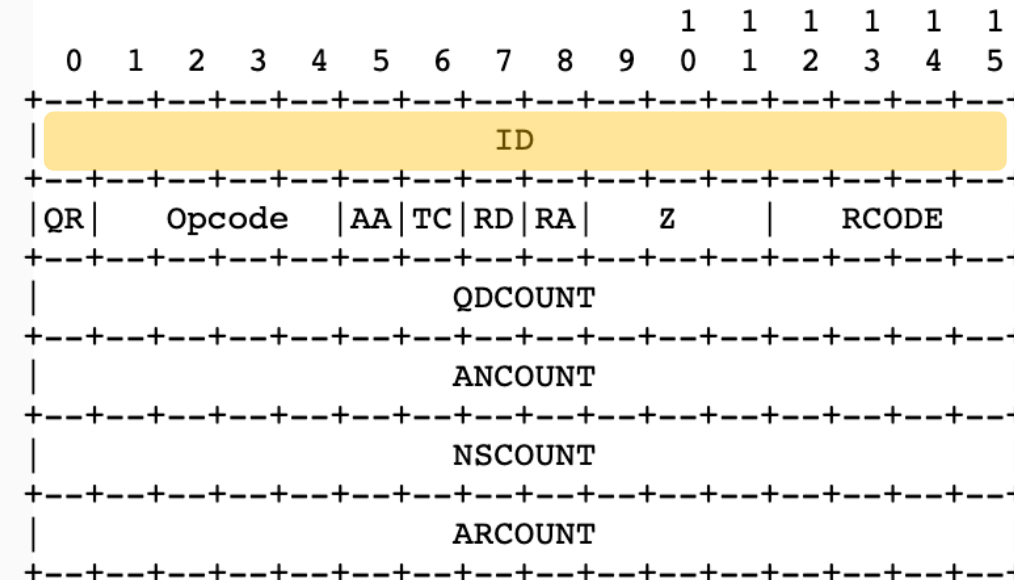 1  1  1  1  1  1
  0  1  2  3  4  5  6  7  8  9  0  1  2  3  4  5
+--+--+--+--+--+--+--+--+--+--+--+--+--+--+--+--+
|                      ID
+--+--+--+--+--+--+--+--+--+--+--+--+--+--+--+--+
|QR|   Opcode  |AA|TC|RD|RA|   Z    |   RCODE
+--+--+--+--+--+--+--+--+--+--+--+--+--+--+--+--+
|                    QDCOUNT
+--+--+--+--+--+--+--+--+--+--+--+--+--+--+--+--+
|                    ANCOUNT
+--+--+--+--+--+--+--+--+--+--+--+--+--+--+--+--+
|                    NSCOUNT
+--+--+--+--+--+--+--+--+--+--+--+--+--+--+--+--+
|                    ARCOUNT
+--+--+--+--+--+--+--+--+--+--+--+--+--+--+--+--+